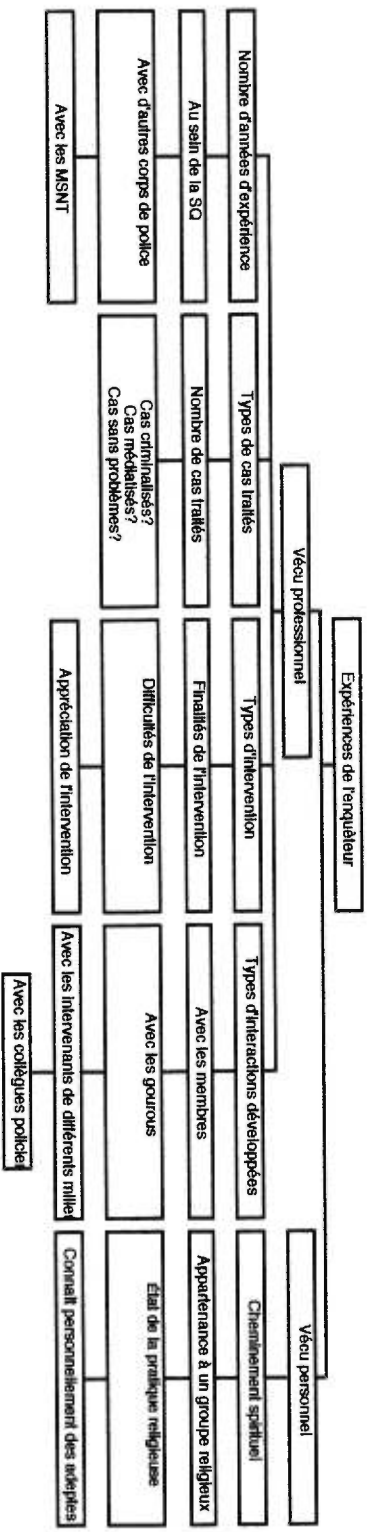 Expériences de l'enquêteur
Vécu professionnel
Vécu personnel
Nombre d'années d'expérience
Types de cas traités
Types d'intervention
Types d'interactions développées
Cheminement spirituel
Au sein de la SQ
Nombre de cas traités
Finalités de l'intervention
Avec les membres
Appartenance à un groupe religieux
Avec d'autres corps de police
Cas criminalisés?
Cas médiatisés?
Cas sans problèmes?
Difficultés de l'intervention
Avec les gourous
État de la pratique religieuse
Avec les MSNT
Appréciation de l'intervention
Avec les intervenants de différents milie
Connaît personnellement des adeptes
Avec les collègues policie